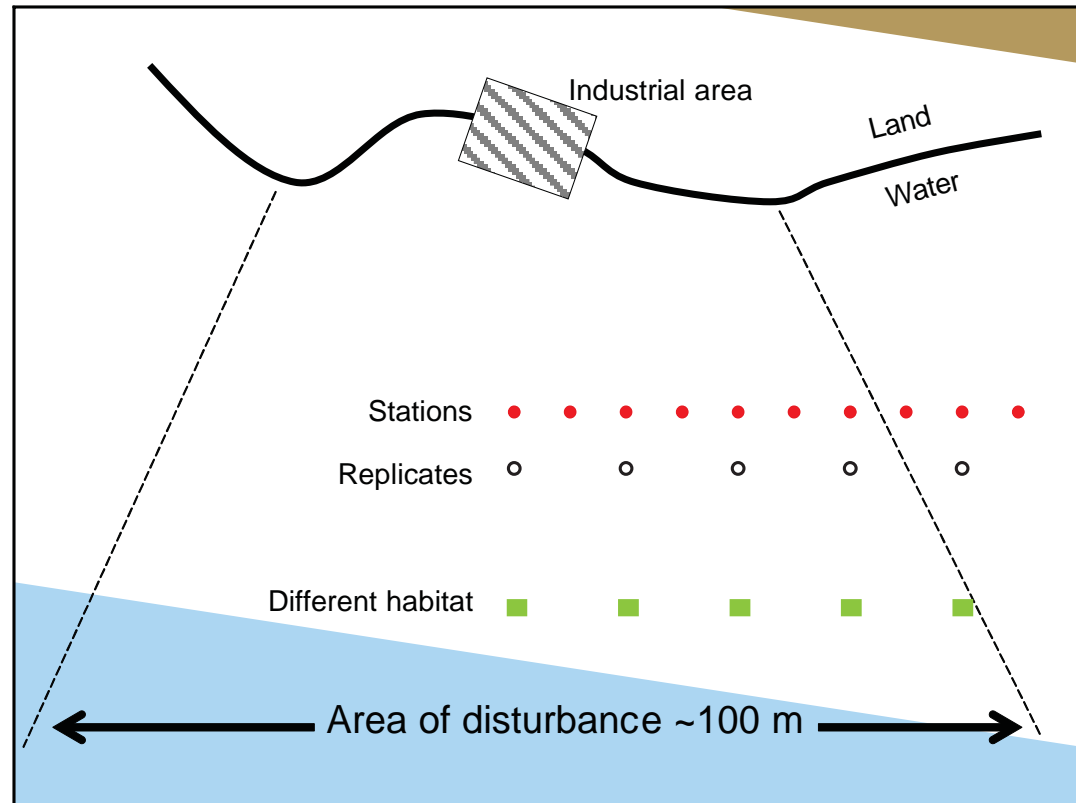 Industrial area
Land
Water
Stations
Replicates
Different habitat
Area of disturbance ~100 m